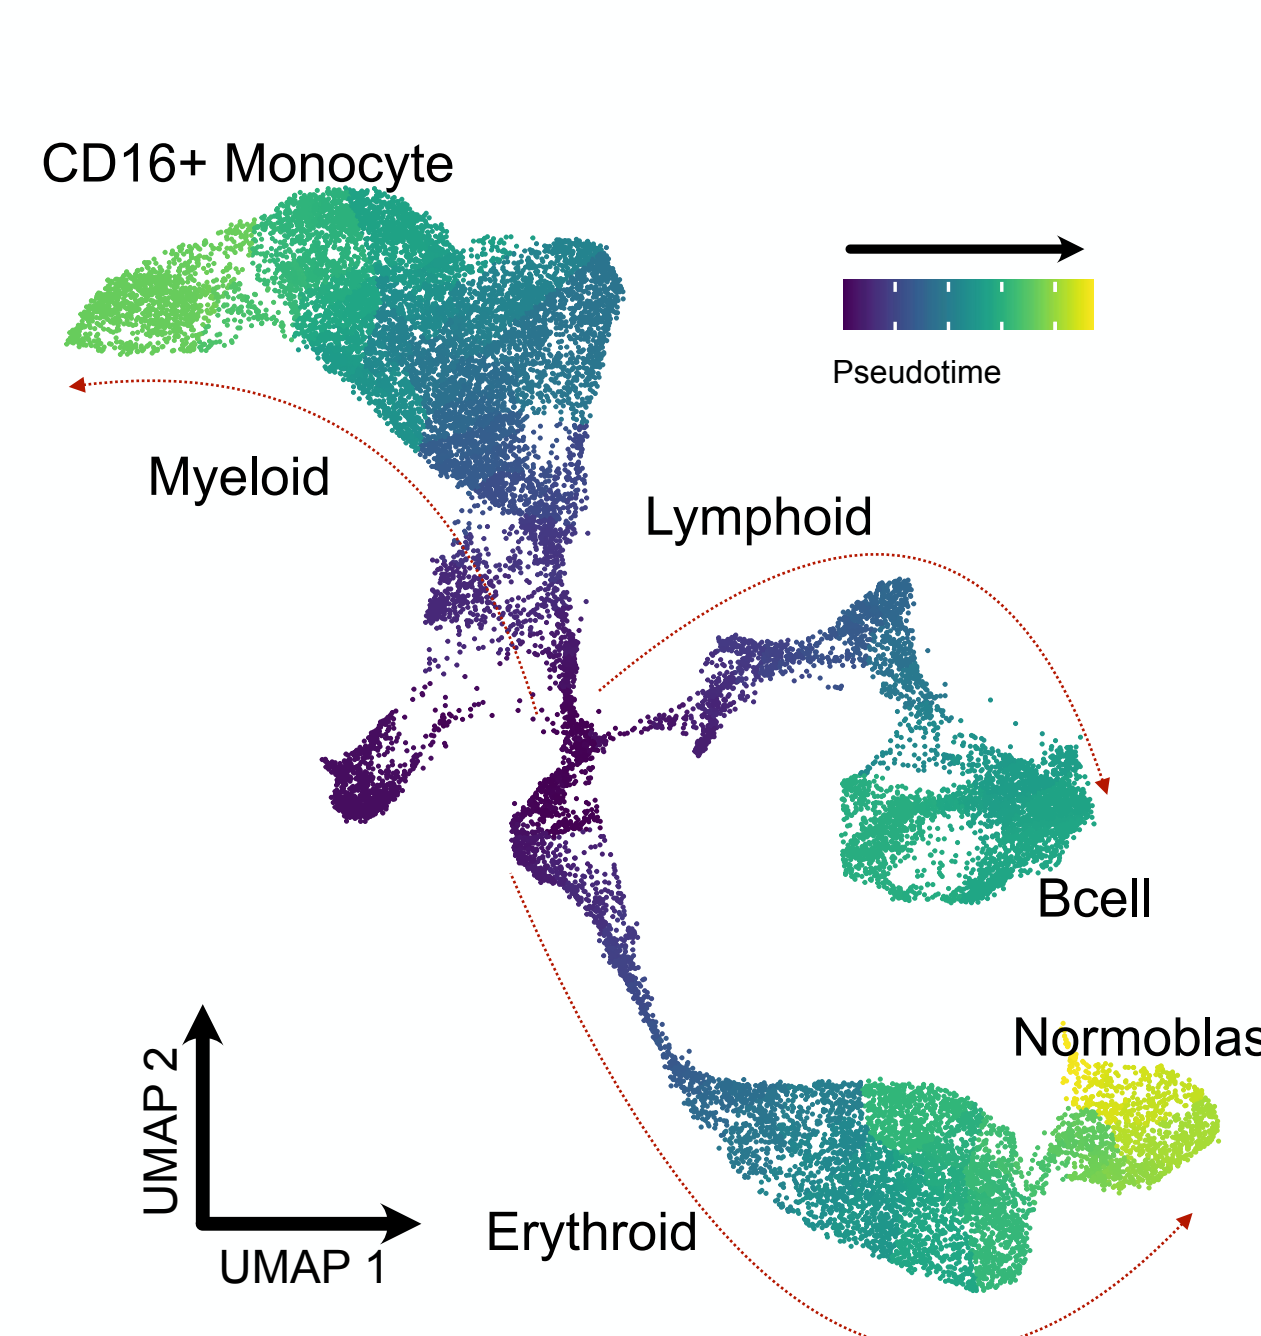 CD16+ Monocyte
Pseudotime
Myeloid
Lymphoid
Bcell
Normoblas
UMAP 2
Erythroid
UMAP 1